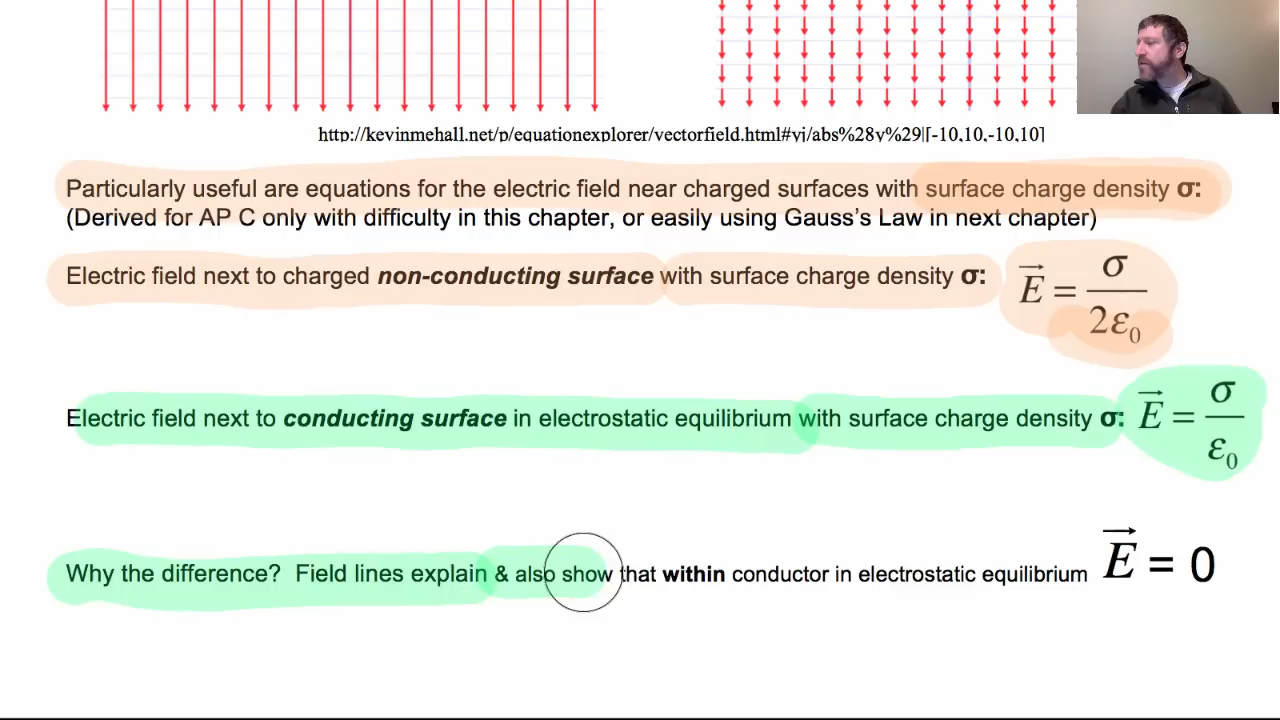 http://kevinmehall.net/p/equationexplorer/vectorfield.html#yj/abs%28y%29|[-10,10,-10,10]
Particularly useful are equations for the electric field near charged surfaces with surface charge density σ:
(Derived for AP C only with difficulty in this chapter, or easily using Gauss's Law in next chapter)
Electric field next to charged non-conducting surface with surface charge density σ: E⃗ = σ / 2ε₀
Electric field next to conducting surface in electrostatic equilibrium with surface charge density σ: E⃗ = σ / ε₀
Why the difference? Field lines explain & also show that within conductor in electrostatic equilibrium E⃗ = 0